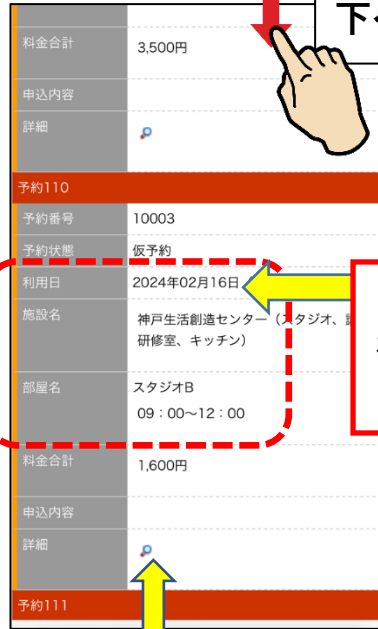 下
料金合計 3,500円
申込内容
詳細
予約110
予約番号 10003
予約状態 仮予約
利用日 2024年02月16日
施設名 神戸生活創造センター（スタジオ、
研修室、キッチン）
部屋名 スタジオB
09：00～12：00
料金合計 1,600円
申込内容
詳細
予約111